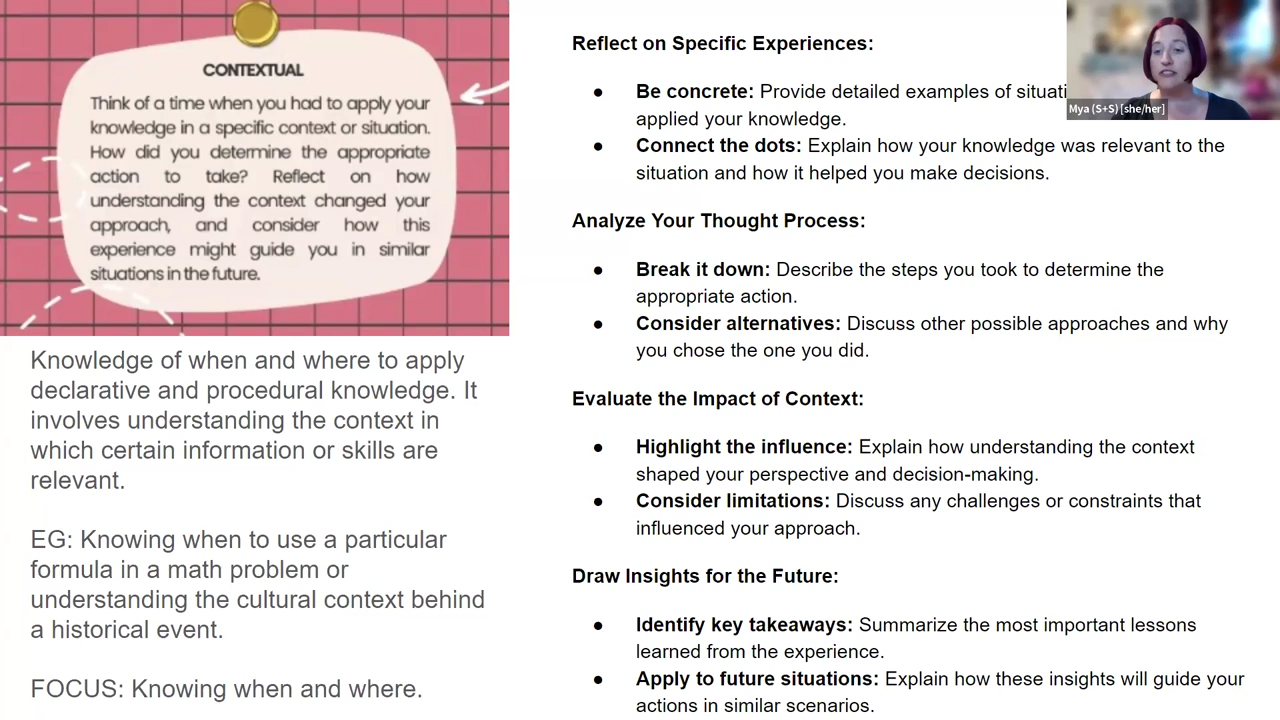 CONTEXTUAL
Think of a time when you had to apply your
knowledge in a specific context or situation.
How did you determine the appropriate
action to take? Reflect on how
understanding the context changed your
approach, and consider how this
experience might guide you in similar
situations in the future.
Knowledge of when and where to apply
declarative and procedural knowledge. It
involves understanding the context in
which certain information or skills are
relevant.
EG: Knowing when to use a particular
formula in a math problem or
understanding the cultural context behind
a historical event.
FOCUS: Knowing when and where.
Reflect on Specific Experiences:
● Be concrete: Provide detailed examples of
applied your knowledge.
● Connect the dots: Explain how your knowledge was relevant to the
situation and how it helped you make decisions.
Analyze Your Thought Process:
● Break it down: Describe the steps you took to determine the
appropriate action.
● Consider alternatives: Discuss other possible approaches and why
you chose the one you did.
Evaluate the Impact of Context:
● Highlight the influence: Explain how understanding the context
shaped your perspective and decision-making.
● Consider limitations: Discuss any challenges or constraints that
influenced your approach.
Draw Insights for the Future:
● Identify key takeaways: Summarize the most important lessons
learned from the experience.
● Apply to future situations: Explain how these insights will guide your
actions in similar scenarios.
Mya (S+S) [she/her]